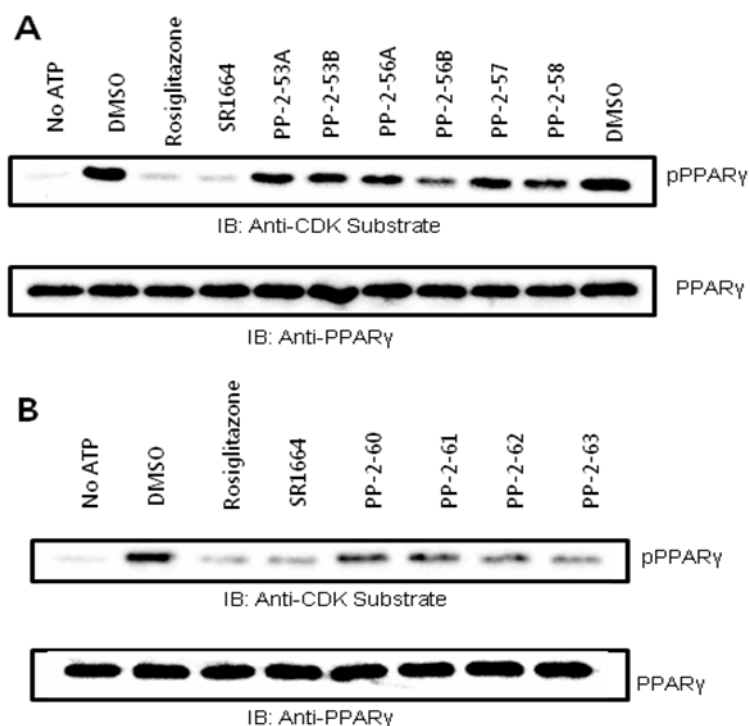 A
No ATP
DMSO
Rosiglitazone
SR1664
PP-2-53A
PP-2-53B
PP-2-56A
PP-2-56B
PP-2-57
PP-2-58
DMSO
pPPARγ
IB: Anti-CDK Substrate
PPARγ
IB: Anti-PPARγ
B
No ATP
DMSO
Rosiglitazone
SR1664
PP-2-60
PP-2-61
PP-2-62
PP-2-63
pPPARγ
IB: Anti-CDK Substrate
PPARγ
IB: Anti-PPARγ